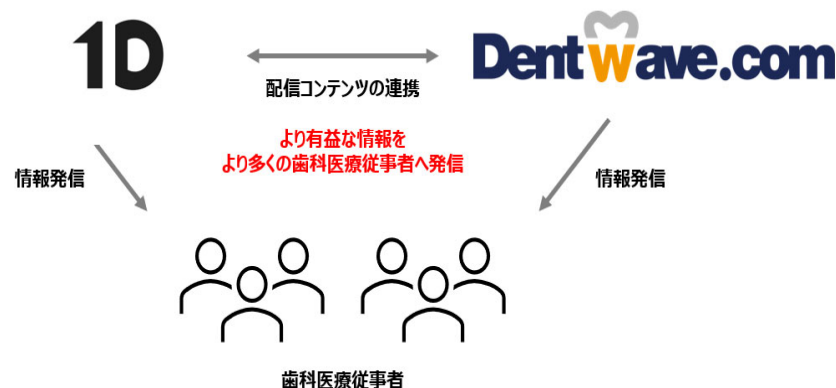 1D
Dentwave.com
配信コンテンツの連携
より有益な情報を
より多くの歯科医療従事者へ発信
情報発信
情報発信
歯科医療従事者